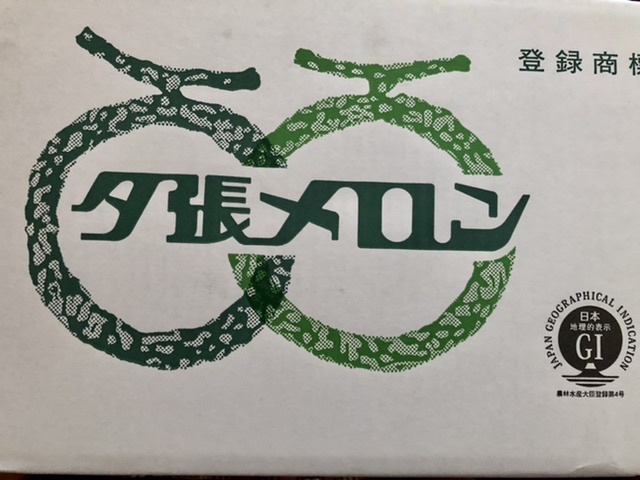 登録商標
夕張メロン
JAPAN GEOGRAPHICAL INDICATION
日本
地理的表示
GI
農林水産大臣登録第4号